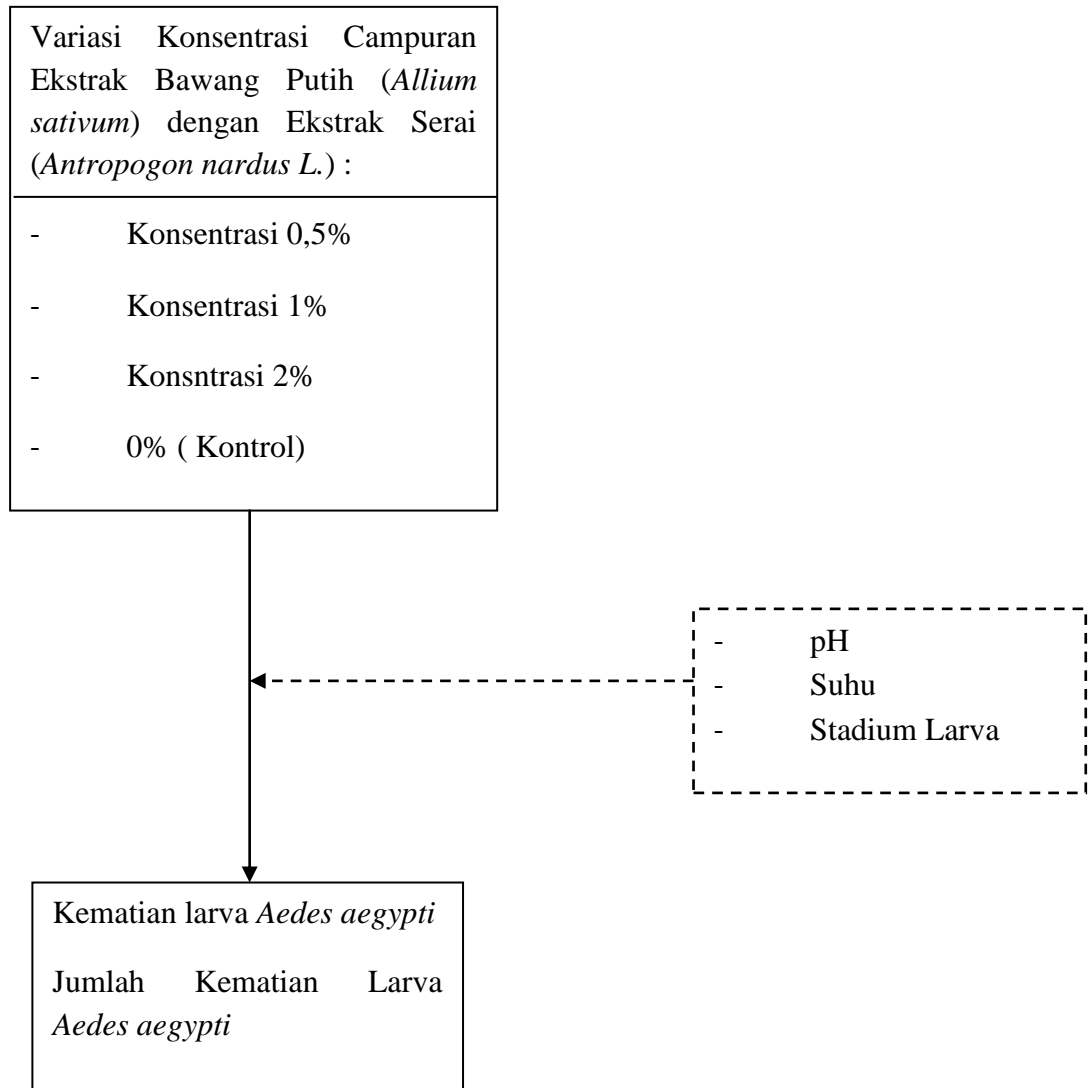 Variasi Konsentrasi Campuran
Ekstrak Bawang Putih (Allium
sativum) dengan Ekstrak Serai
(Antropogon nardus L.) :
- Konsentrasi 0,5%
- Konsentrasi 1%
- Konsntrasi 2%
- 0% ( Kontrol)
- pH
- Suhu
- Stadium Larva
Kematian larva Aedes aegypti
Jumlah Kematian Larva
Aedes aegypti